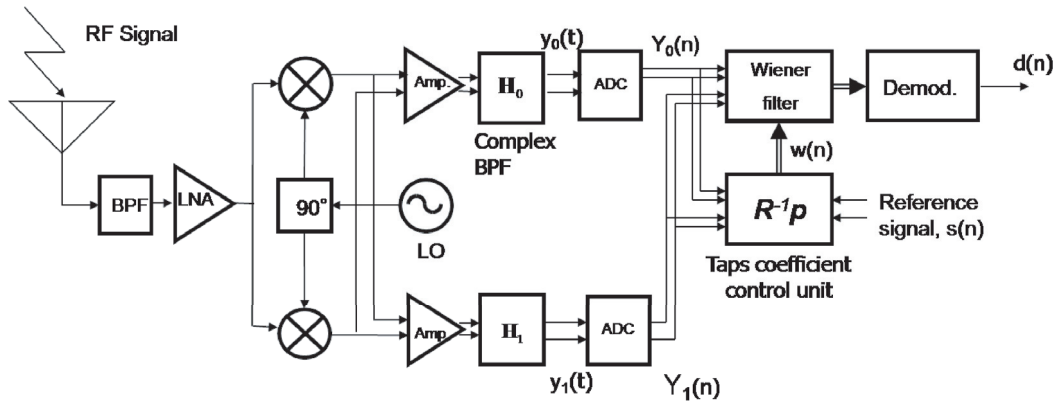 RF Signal
BPF
LNA
90°
LO
Amp.
H₀
Complex
BPF
y₀(t)
ADC
Y₀(n)
Wiener
filter
Demod.
d(n)
w(n)
R⁻¹p
Reference
signal, s(n)
Taps coefficient
control unit
Amp
H₁
y₁(t)
ADC
Y₁(n)